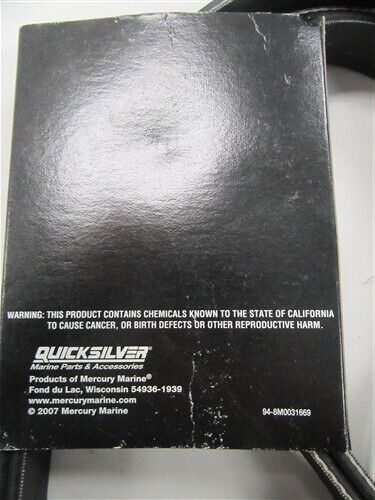 WARNING: THIS PRODUCT CONTAINS CHEMICALS KNOWN TO THE STATE OF CALIFORNIA
TO CAUSE CANCER, OR BIRTH DEFECTS OR OTHER REPRODUCTIVE HARM.
QUICKSILVER®
Marine Parts & Accessories
Products of Mercury Marine®
Fond du Lac, Wisconsin 54936-1939
www.mercurymarine.com
© 2007 Mercury Marine
94-8M0031669